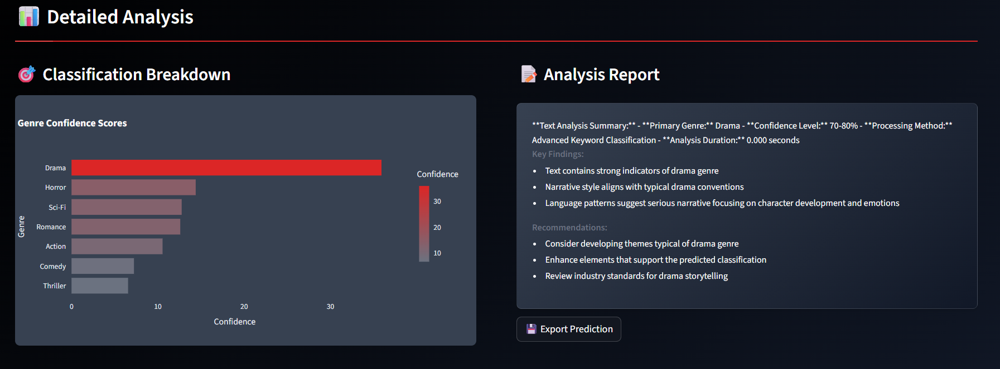 Detailed Analysis
Classification Breakdown
Genre Confidence Scores
Genre
Drama
Horror
Sci-Fi
Romance
Action
Comedy
Thriller
0 10 20 30
Confidence
Confidence
30
20
10
Analysis Report
**Text Analysis Summary:** - **Primary Genre:** Drama - **Confidence Level:** 70-80% - **Processing Method:**
Advanced Keyword Classification - **Analysis Duration:** 0.000 seconds
Key Findings:
• Text contains strong indicators of drama genre
• Narrative style aligns with typical drama conventions
• Language patterns suggest serious narrative focusing on character development and emotions
Recommendations:
• Consider developing themes typical of drama genre
• Enhance elements that support the predicted classification
• Review industry standards for drama storytelling
Export Prediction